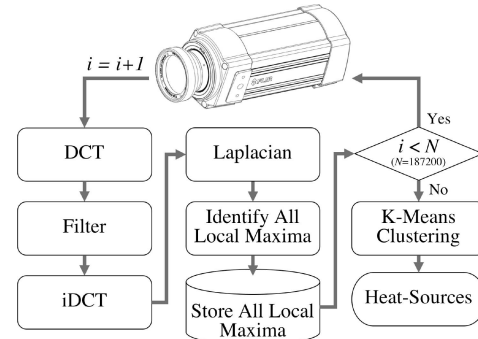 i = i+1
DCT
Filter
iDCT
Laplacian
Identify All
Local Maxima
Store All Local
Maxima
Yes
i < N
(N=187200)
No
K-Means
Clustering
Heat-Sources